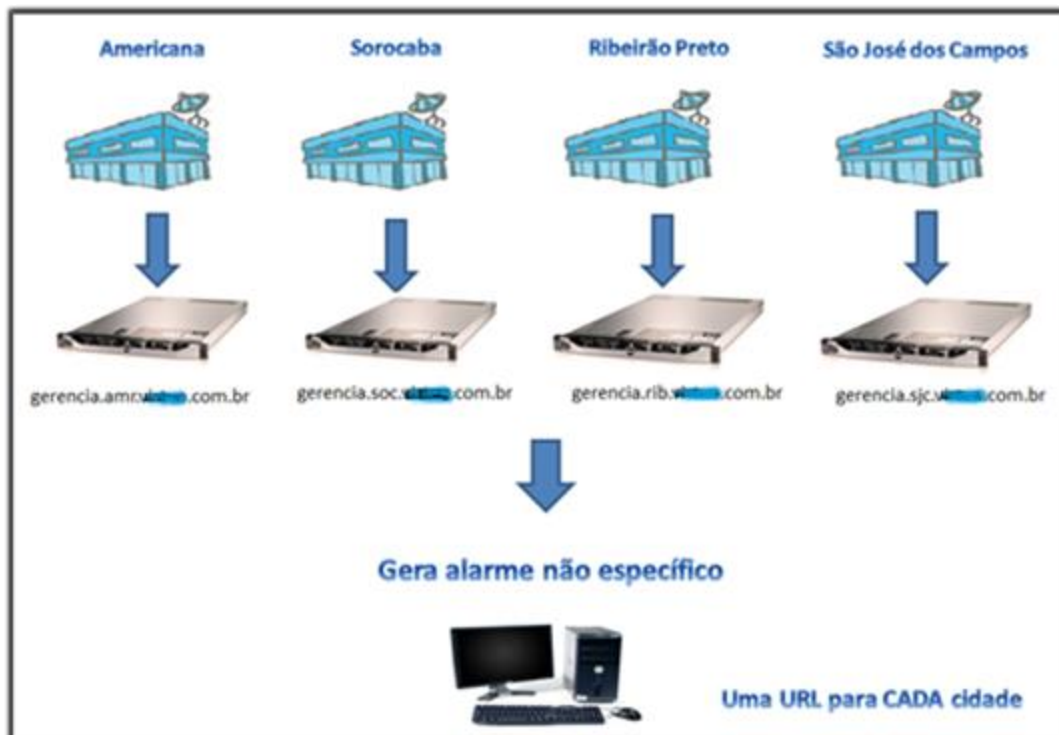 Americana
Sorocaba
Ribeirão Preto
São José dos Campos
gerencia.amr. .com.br
gerencia.soc. .com.br
gerencia.rib. .com.br
gerencia.sjc. .com.br
Gera alarme não específico
Uma URL para CADA cidade